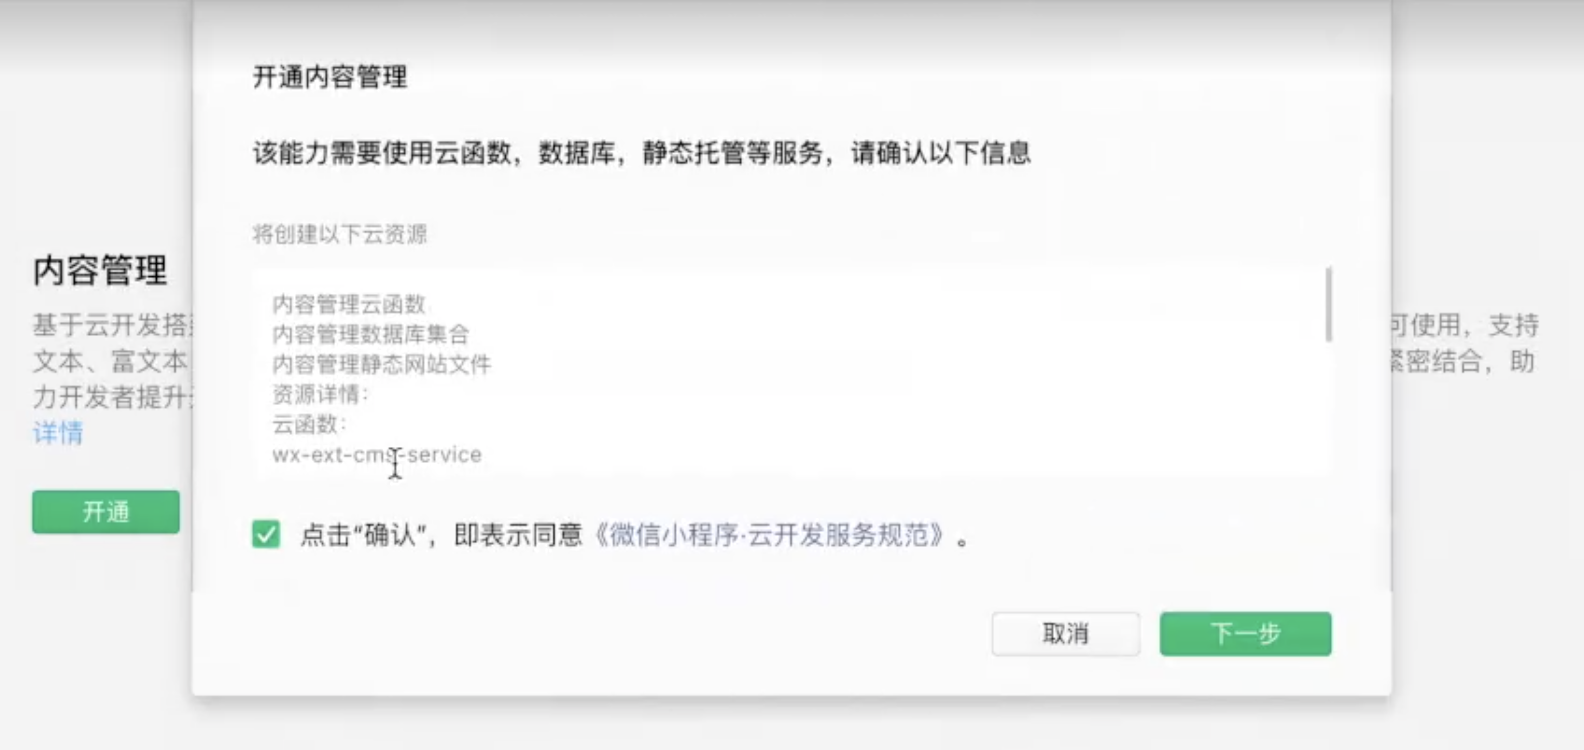 开通内容管理
该能力需要使用云函数，数据库，静态托管等服务，请确认以下信息
将创建以下云资源
内容管理云函数
内容管理数据库集合
内容管理静态网站文件
资源详情：
云函数：
wx-ext-cms-service
点击“确认”，即表示同意《微信小程序·云开发服务规范》。
取消
下一步
内容管理
基于云开发搭
文本、富文本
力开发者提升
详情
开通
可使用，支持
紧密结合，助